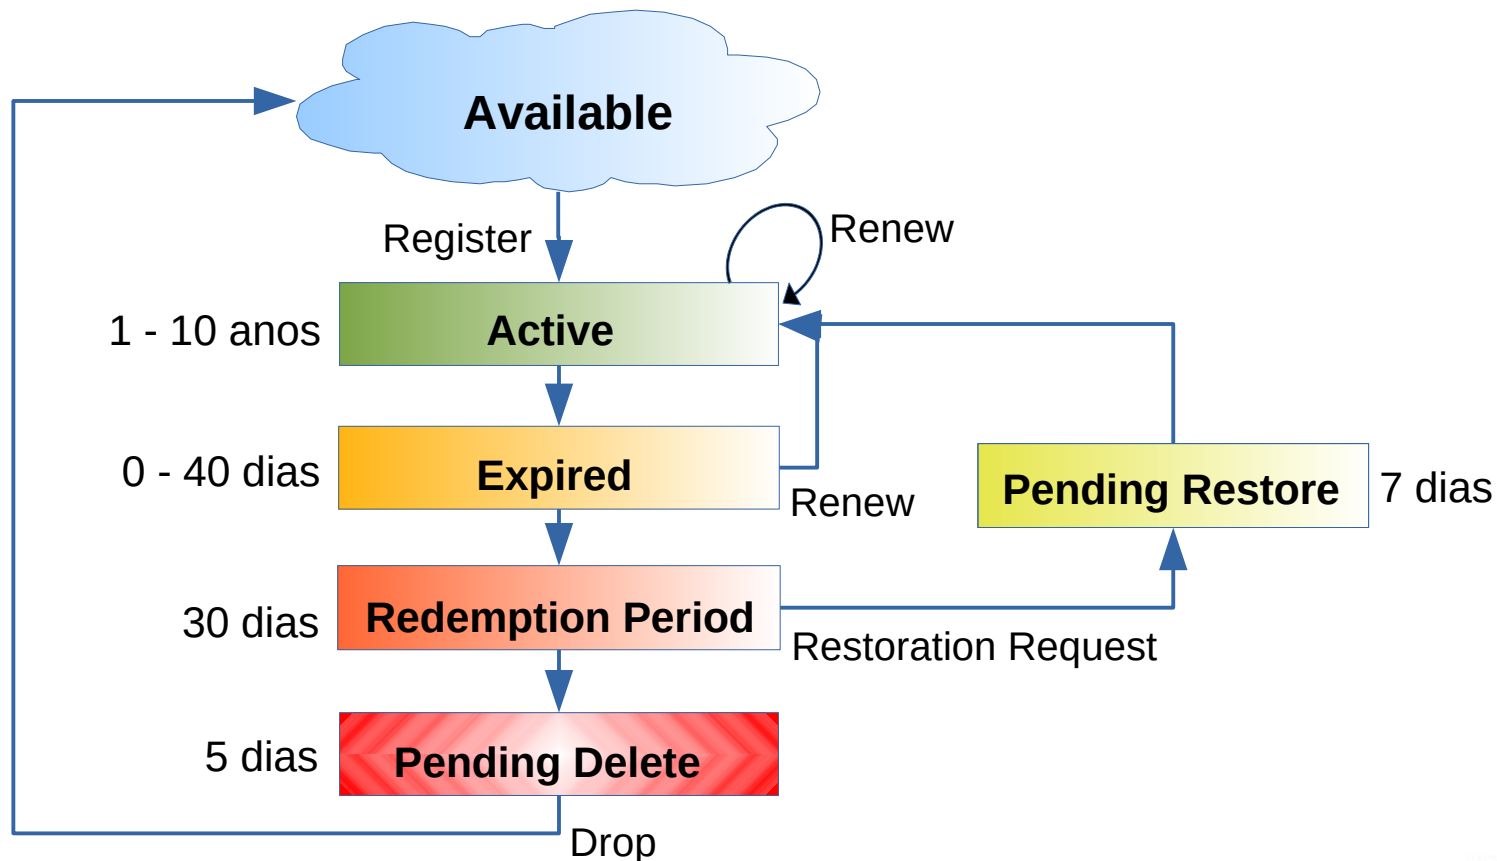 Available
Register
Renew
1 - 10 anos
Active
0 - 40 dias
Expired
Renew
Pending Restore
7 dias
30 dias
Redemption Period
Restoration Request
5 dias
Pending Delete
Drop